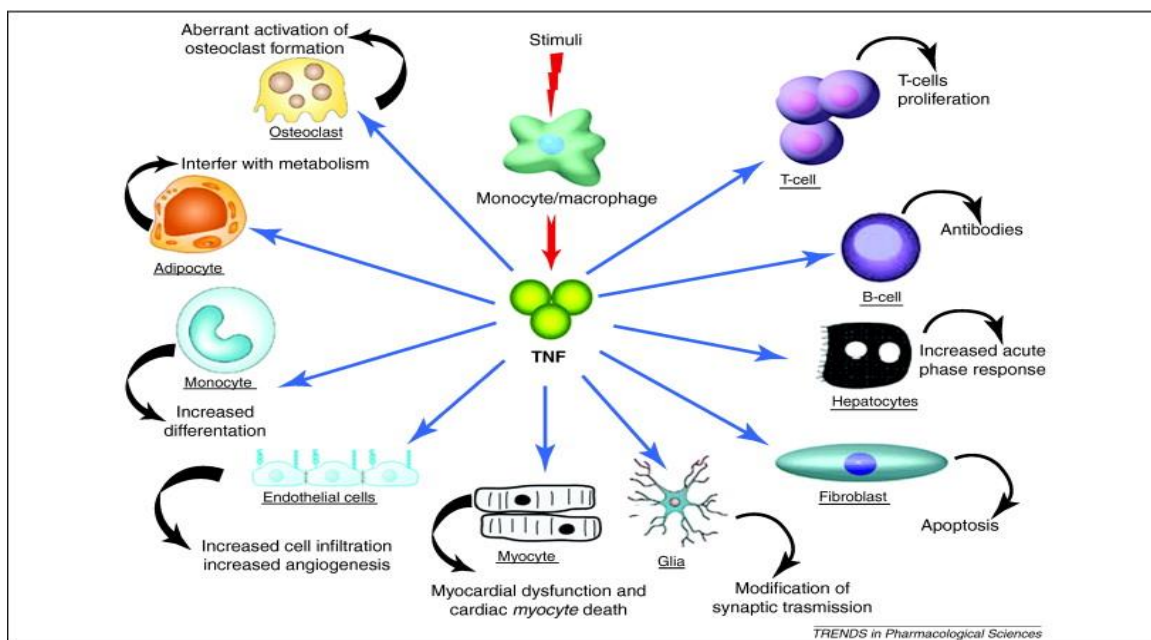 Aberrant activation of
osteoclast formation
Osteoclast
Stimuli
Monocyte/macrophage
T-cells
proliferation
T-cell
Interfer with metabolism
Adipocyte
Antibodies
B-cell
TNF
Monocyte
Increased
differentation
Increased acute
phase response
Hepatocytes
Endothelial cells
Increased cell infiltration
increased angiogenesis
Myocyte
Myocardial dysfunction and
cardiac myocyte death
Glia
Modification of
synaptic trasmission
Fibroblast
Apoptosis
TRENDS in Pharmacological Sciences